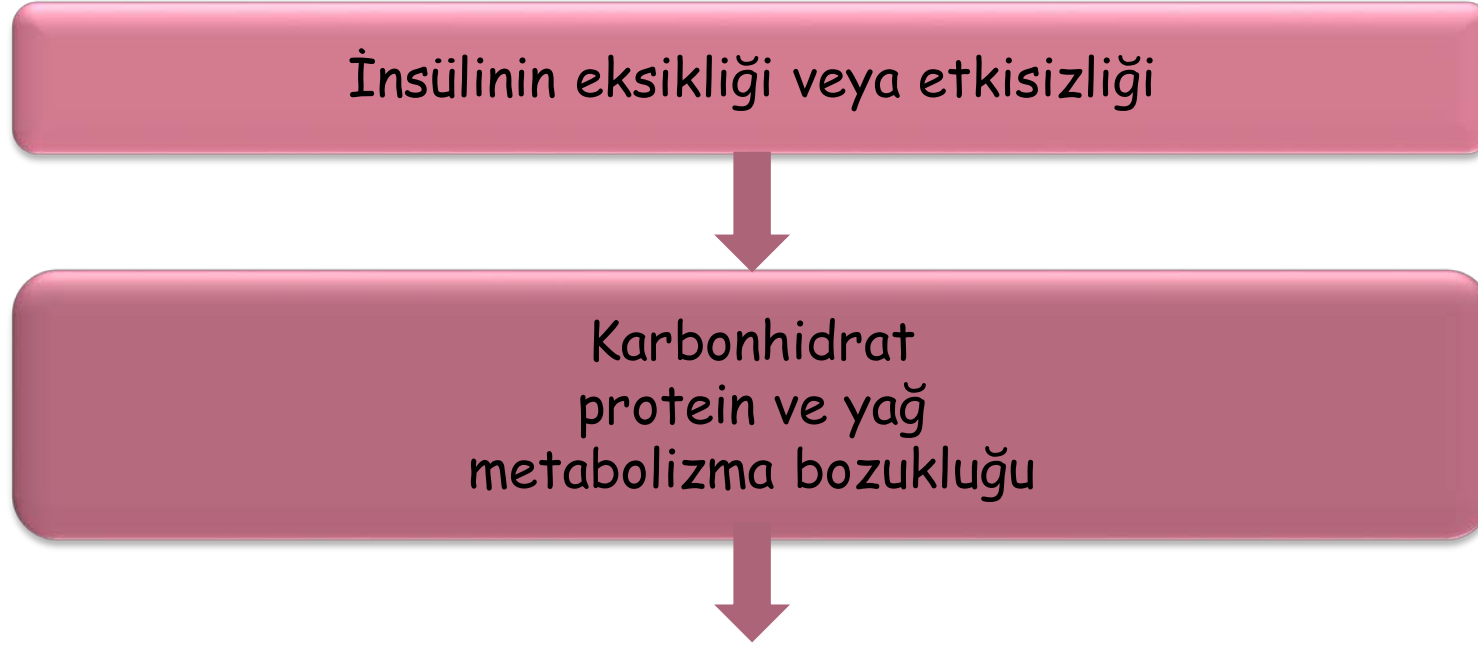 İnsülinin eksikliği veya etkisizliği
Karbonhidrat
protein ve yağ
metabolizma bozukluğu